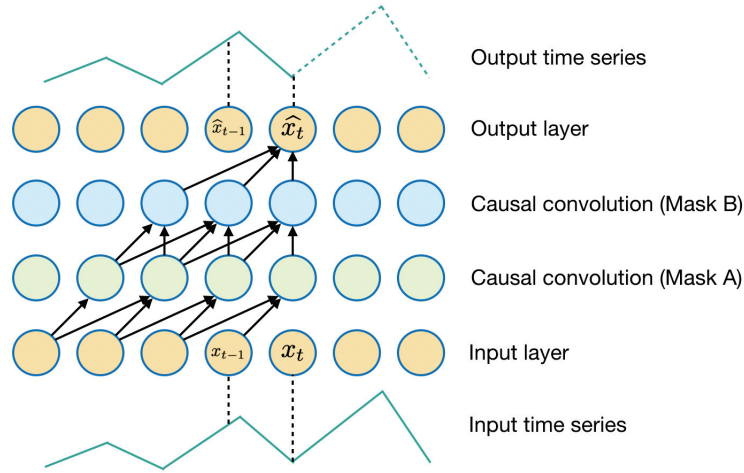 Output time series
x̂ₜ₋₁ x̂ₜ Output layer
Causal convolution (Mask B)
Causal convolution (Mask A)
xₜ₋₁ xₜ Input layer
Input time series